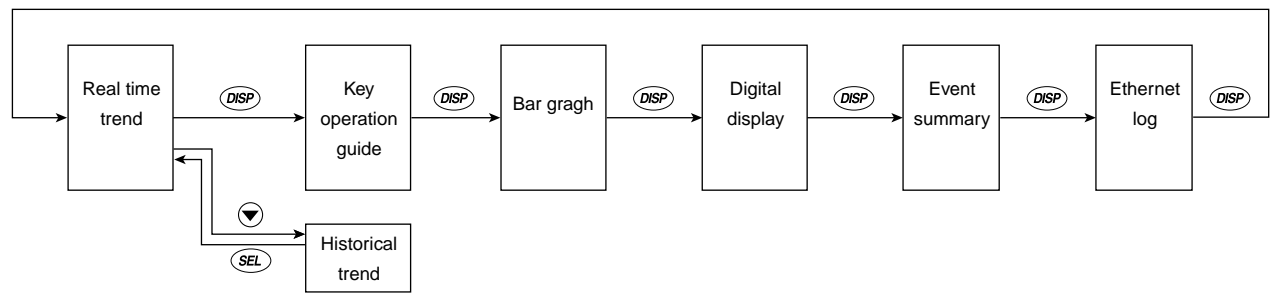 Real time
trend
DISP
Key
operation
guide
DISP
Bar gragh
DISP
Digital
display
DISP
Event
summary
DISP
Ethernet
log
DISP
SEL
Historical
trend